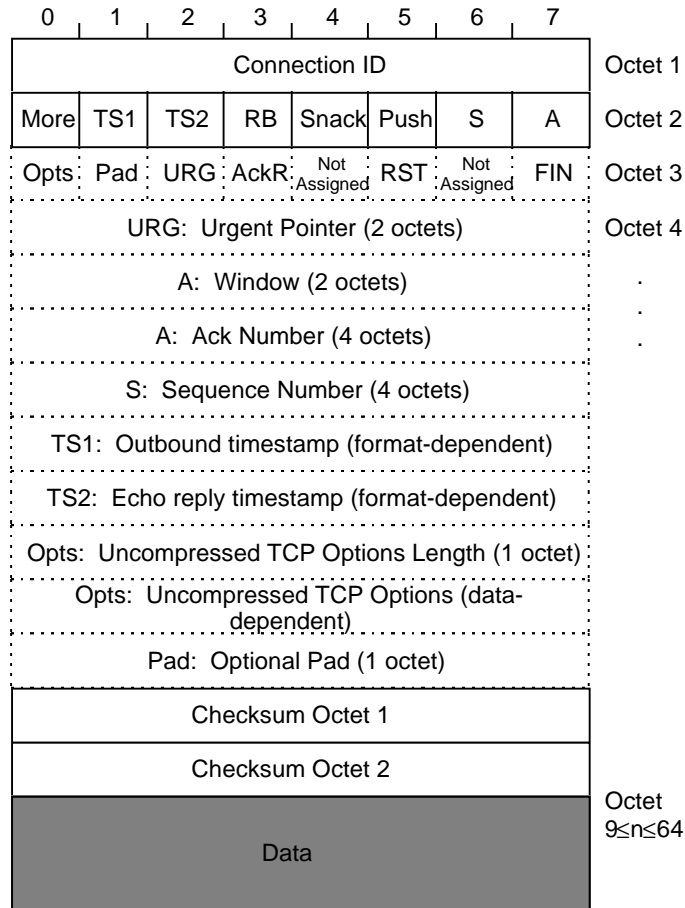 0 1 2 3 4 5 6 7
Connection ID Octet 1
More TS1 TS2 RB Snack Push S A Octet 2
Opts Pad URG AckR Not Assigned RST Not Assigned FIN Octet 3
URG: Urgent Pointer (2 octets) Octet 4
A: Window (2 octets) .
.
A: Ack Number (4 octets) .
S: Sequence Number (4 octets)
TS1: Outbound timestamp (format-dependent)
TS2: Echo reply timestamp (format-dependent)
Opts: Uncompressed TCP Options Length (1 octet)
Opts: Uncompressed TCP Options (data-
dependent)
Pad: Optional Pad (1 octet)
Checksum Octet 1
Checksum Octet 2
Octet
9≤n≤64
Data